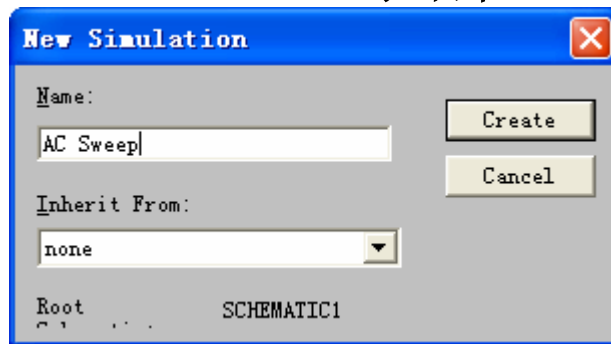 New Simulation
Name:
Create
AC Sweep
Cancel
Inherit From:
none
Root
SCHEMATIC1